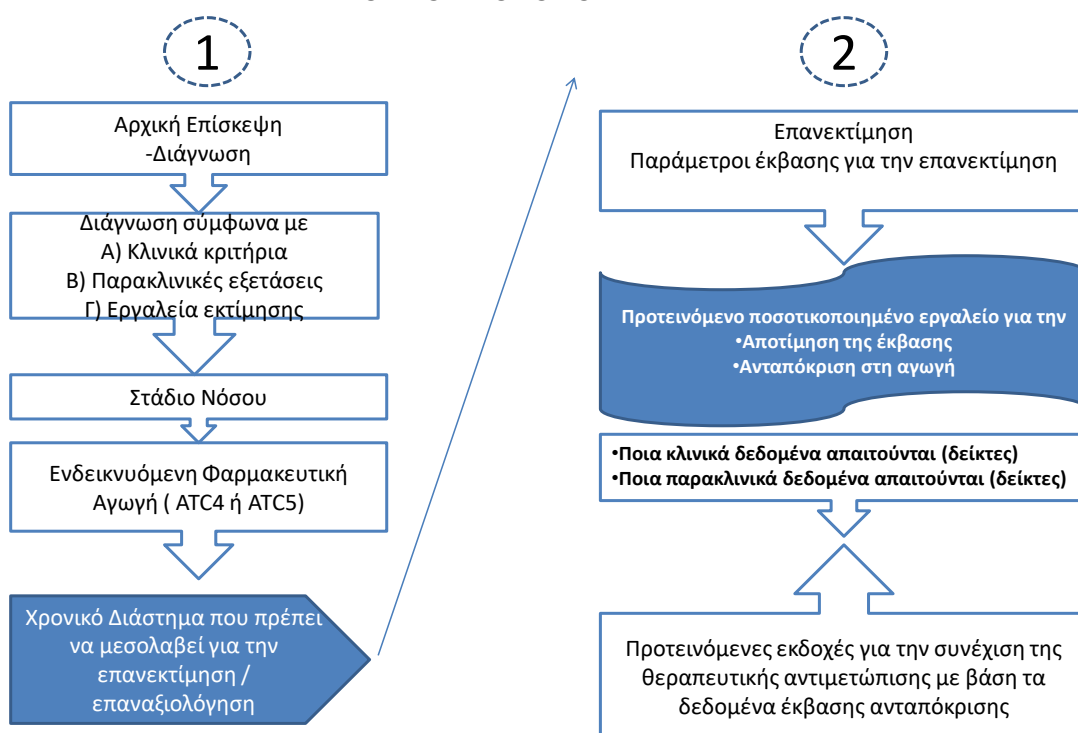 1
Αρχική Επίσκεψη
-Διάγνωση
Διάγνωση σύμφωνα με
Α) Κλινικά κριτήρια
Β) Παρακλινικές εξετάσεις
Γ) Εργαλεία εκτίμησης
Στάδιο Νόσου
Ενδεικνυόμενη Φαρμακευτική
Αγωγή ( ATC4 ή ATC5)
Χρονικό Διάστημα που πρέπει
να μεσολαβεί για την
επανεκτίμηση /
επαναξιολόγηση
2
Επανεκτίμηση
Παράμετροι έκβασης για την επανεκτίμηση
Προτεινόμενο ποσοτικοποιημένο εργαλείο για την
•Αποτίμηση της έκβασης
•Ανταπόκριση στη αγωγή
•Ποια κλινικά δεδομένα απαιτούνται (δείκτες)
•Ποια παρακλινικά δεδομένα απαιτούνται (δείκτες)
Προτεινόμενες εκδοχές για την συνέχιση της
θεραπευτικής αντιμετώπισης με βάση τα
δεδομένα έκβασης ανταπόκρισης